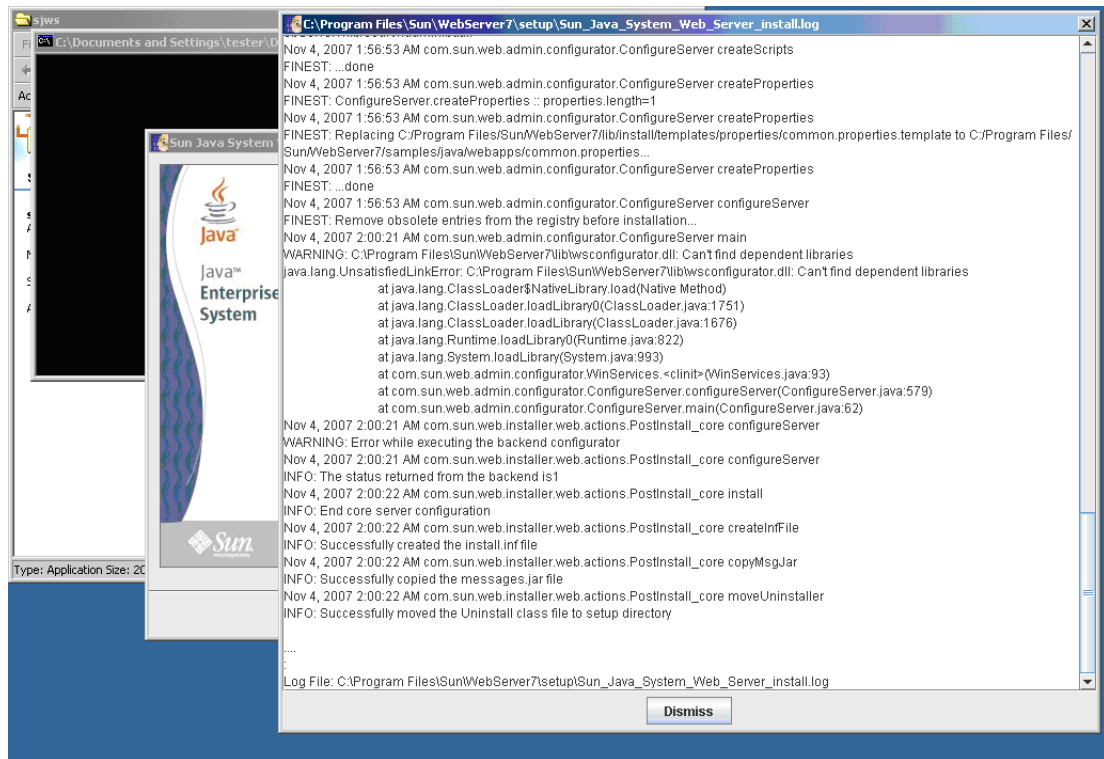 sjws
C:\Documents and Settings\tester\D
Sun Java System
Java
Java™
Enterprise
System
Sun
microsystems
Type: Application Size: 20
C:\Program Files\Sun\WebServer7\setup\Sun_Java_System_Web_Server_install.log
Nov 4, 2007 1:56:53 AM com.sun.web.admin.configurator.ConfigureServer createScripts
FINEST: ...done
Nov 4, 2007 1:56:53 AM com.sun.web.admin.configurator.ConfigureServer createProperties
FINEST: ConfigureServer.createProperties :: properties.length=1
Nov 4, 2007 1:56:53 AM com.sun.web.admin.configurator.ConfigureServer createProperties
FINEST: Replacing C:/Program Files/Sun/WebServer7/lib/install/templates/properties/common.properties.template to C:/Program Files/
Sun/WebServer7/samples/java/webapps/common.properties...
Nov 4, 2007 1:56:53 AM com.sun.web.admin.configurator.ConfigureServer createProperties
FINEST: ...done
Nov 4, 2007 1:56:53 AM com.sun.web.admin.configurator.ConfigureServer configureServer
FINEST: Remove obsolete entries from the registry before installation...
Nov 4, 2007 2:00:21 AM com.sun.web.admin.configurator.ConfigureServer main
WARNING: C:\Program Files\Sun\WebServer7\lib\wsconfigurator.dll: Can't find dependent libraries
java.lang.UnsatisfiedLinkError: C:\Program Files\Sun\WebServer7\lib\wsconfigurator.dll: Can't find dependent libraries
at java.lang.ClassLoader$NativeLibrary.load(Native Method)
at java.lang.ClassLoader.loadLibrary0(ClassLoader.java:1751)
at java.lang.ClassLoader.loadLibrary(ClassLoader.java:1676)
at java.lang.Runtime.loadLibrary0(Runtime.java:822)
at java.lang.System.loadLibrary(System.java:993)
at com.sun.web.admin.configurator.WinServices.<clinit>(WinServices.java:93)
at com.sun.web.admin.configurator.ConfigureServer.configureServer(ConfigureServer.java:579)
at com.sun.web.admin.configurator.ConfigureServer.main(ConfigureServer.java:62)
Nov 4, 2007 2:00:21 AM com.sun.web.installer.web.actions.PostInstall_core configureServer
WARNING: Error while executing the backend configurator
Nov 4, 2007 2:00:21 AM com.sun.web.installer.web.actions.PostInstall_core configureServer
INFO: The status returned from the backend is1
Nov 4, 2007 2:00:22 AM com.sun.web.installer.web.actions.PostInstall_core install
INFO: End core server configuration
Nov 4, 2007 2:00:22 AM com.sun.web.installer.web.actions.PostInstall_core createInfFile
INFO: Successfully created the install.inf file
Nov 4, 2007 2:00:22 AM com.sun.web.installer.web.actions.PostInstall_core copyMsgJar
INFO: Successfully copied the messages.jar file
Nov 4, 2007 2:00:22 AM com.sun.web.installer.web.actions.PostInstall_core moveUninstaller
INFO: Successfully moved the Uninstall class file to setup directory
....
:
Log File: C:\Program Files\Sun\WebServer7\setup\Sun_Java_System_Web_Server_install.log
Dismiss